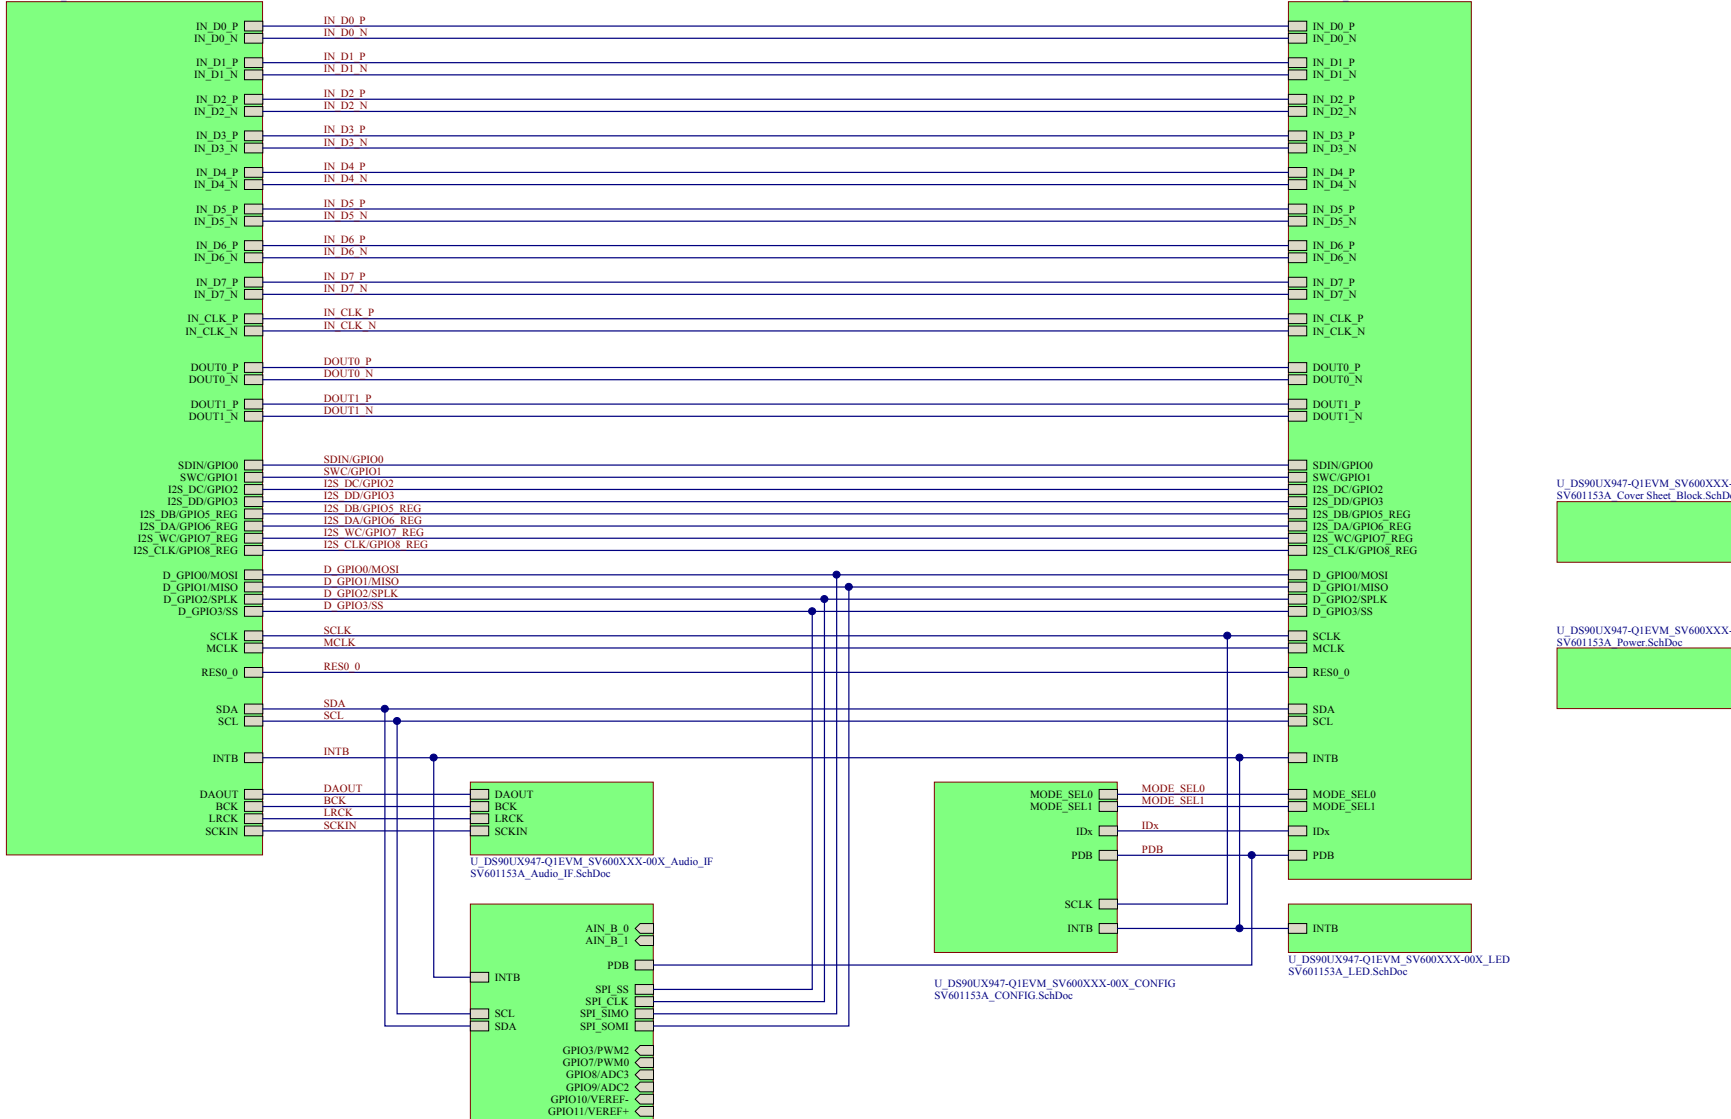 IN_D0_P
IN_D0_N
IN_D1_P
IN_D1_N
IN_D2_P
IN_D2_N
IN_D3_P
IN_D3_N
IN_D4_P
IN_D4_N
IN_D5_P
IN_D5_N
IN_D6_P
IN_D6_N
IN_D7_P
IN_D7_N
IN_CLK_P
IN_CLK_N
DOUT0_P
DOUT0_N
DOUT1_P
DOUT1_N
SDIN/GPIO0
SWC/GPIO1
I2S_DC/GPIO2
I2S_DD/GPIO3
I2S_DB/GPIO5_REG
I2S_DA/GPIO6_REG
I2S_WC/GPIO7_REG
I2S_CLK/GPIO8_REG
D_GPIO0/MOSI
D_GPIO1/MISO
D_GPIO2/SPLK
D_GPIO3/SS
SCLK
MCLK
RES0_0
SDA
SCL
INTB
DAOUT
BCK
LRCK
SCKIN
IN_D0_P
IN_D0_N
IN_D1_P
IN_D1_N
IN_D2_P
IN_D2_N
IN_D3_P
IN_D3_N
IN_D4_P
IN_D4_N
IN_D5_P
IN_D5_N
IN_D6_P
IN_D6_N
IN_D7_P
IN_D7_N
IN_CLK_P
IN_CLK_N
DOUT0_P
DOUT0_N
DOUT1_P
DOUT1_N
SDIN/GPIO0
SWC/GPIO1
I2S_DC/GPIO2
I2S_DD/GPIO3
I2S_DB/GPIO5_REG
I2S_DA/GPIO6_REG
I2S_WC/GPIO7_REG
I2S_CLK/GPIO8_REG
D_GPIO0/MOSI
D_GPIO1/MISO
D_GPIO2/SPLK
D_GPIO3/SS
SCLK
MCLK
RES0_0
SDA
SCL
INTB
DAOUT
BCK
LRCK
SCKIN
DAOUT
BCK
LRCK
SCKIN
U_DS90UX947-Q1EVM_SV600XXX-00X_Audio_IF
SV601153A_Audio_IF.SchDoc
AIN_B_0
AIN_B_1
PDB
INTB
SPI_SS
SPI_CLK
SCL
SPI_SIMO
SDA
SPI_SOMI
GPIO3/PWM2
GPIO7/PWM0
GPIO8/ADC3
GPIO9/ADC2
GPIO10/VEREF-
GPIO11/VEREF+
MODE_SEL0
MODE_SEL1
IDx
PDB
SCLK
INTB
U_DS90UX947-Q1EVM_SV600XXX-00X_CONFIG
SV601153A_CONFIG.SchDoc
MODE_SEL0
MODE_SEL1
IDx
PDB
IN_D0_P
IN_D0_N
IN_D1_P
IN_D1_N
IN_D2_P
IN_D2_N
IN_D3_P
IN_D3_N
IN_D4_P
IN_D4_N
IN_D5_P
IN_D5_N
IN_D6_P
IN_D6_N
IN_D7_P
IN_D7_N
IN_CLK_P
IN_CLK_N
DOUT0_P
DOUT0_N
DOUT1_P
DOUT1_N
SDIN/GPIO0
SWC/GPIO1
I2S_DC/GPIO2
I2S_DD/GPIO3
I2S_DB/GPIO5_REG
I2S_DA/GPIO6_REG
I2S_WC/GPIO7_REG
I2S_CLK/GPIO8_REG
D_GPIO0/MOSI
D_GPIO1/MISO
D_GPIO2/SPLK
D_GPIO3/SS
SCLK
MCLK
RES0_0
SDA
SCL
INTB
MODE_SEL0
MODE_SEL1
IDx
PDB
INTB
U_DS90UX947-Q1EVM_SV600XXX-00X_LED
SV601153A_LED.SchDoc
U_DS90UX947-Q1EVM_SV600XXX-
SV601153A_Cover Sheet_Block.SchDo
U_DS90UX947-Q1EVM_SV600XXX-
SV601153A_Power.SchDoc